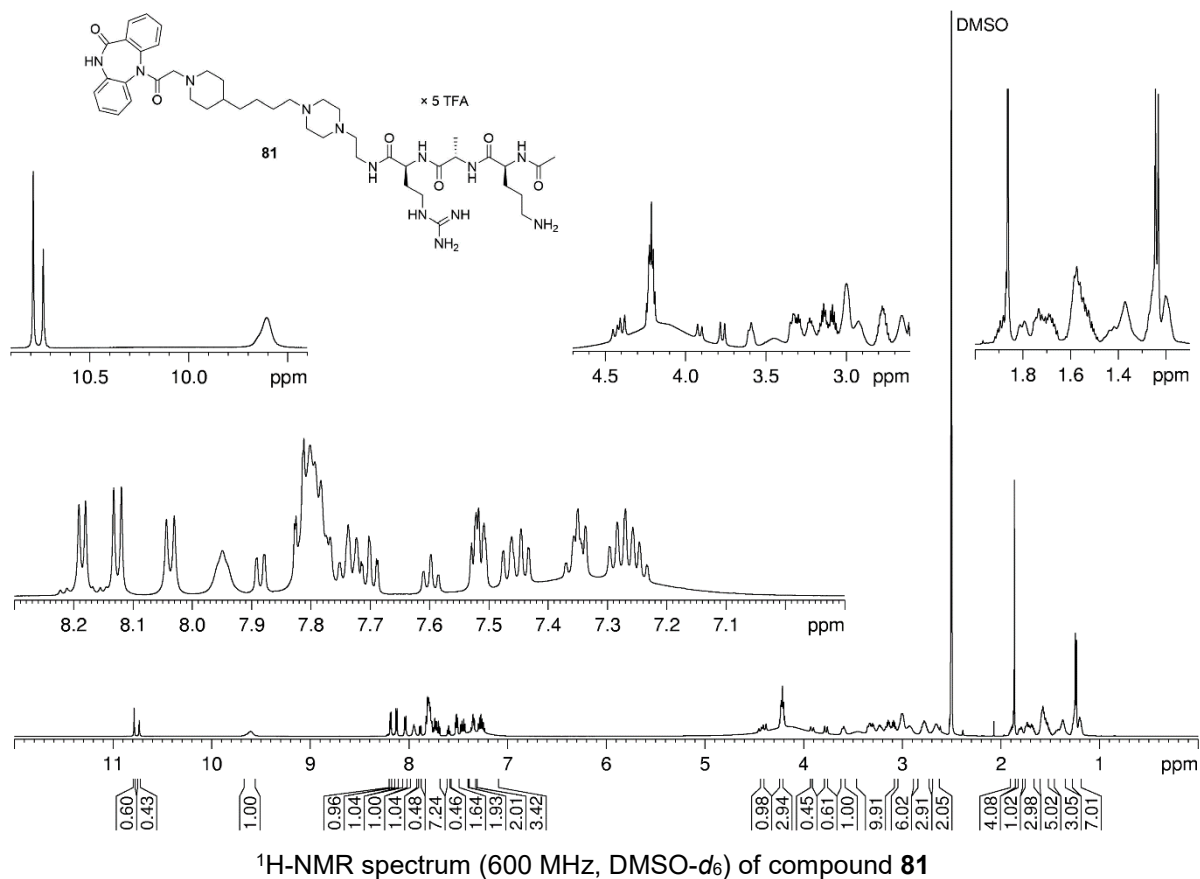 DMSO
O
HN
N
O
N
N
N
× 5 TFA
81
N
H
O
H
N
O
N
H
O
H
N
O
HN
NH
NH₂
NH₂
10.5 10.0 ppm
4.5 4.0 3.5 3.0 ppm
1.8 1.6 1.4 ppm
8.2 8.1 8.0 7.9 7.8 7.7 7.6 7.5 7.4 7.3 7.2 7.1 ppm
11 10 9 8 7 6 5 4 3 2 1 ppm
0.60 0.43 1.00 0.96 1.04 1.00 1.04 0.48 7.24 0.46 1.64 1.93 2.01 3.42 0.98 2.94 0.45 0.61 1.00 9.91 6.02 2.91 2.05 4.08 1.02 2.98 5.02 3.05 7.01
¹H-NMR spectrum (600 MHz, DMSO-d₆) of compound 81